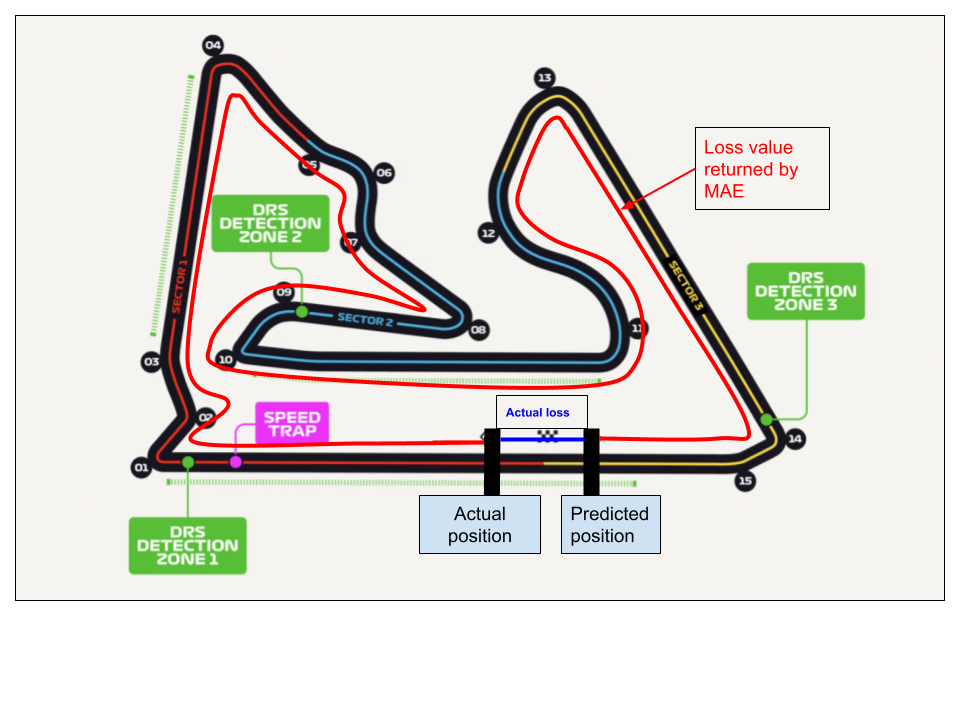 04
13
05
06
Loss value
returned by
MAE
DRS
DETECTION
ZONE 2
12
07
SECTOR 1
SECTOR 3
DRS
DETECTION
ZONE 3
09
SECTOR 2
08
11
10
03
Actual loss
02
SPEED
TRAP
14
01
15
Actual
position
Predicted
position
DRS
DETECTION
ZONE 1